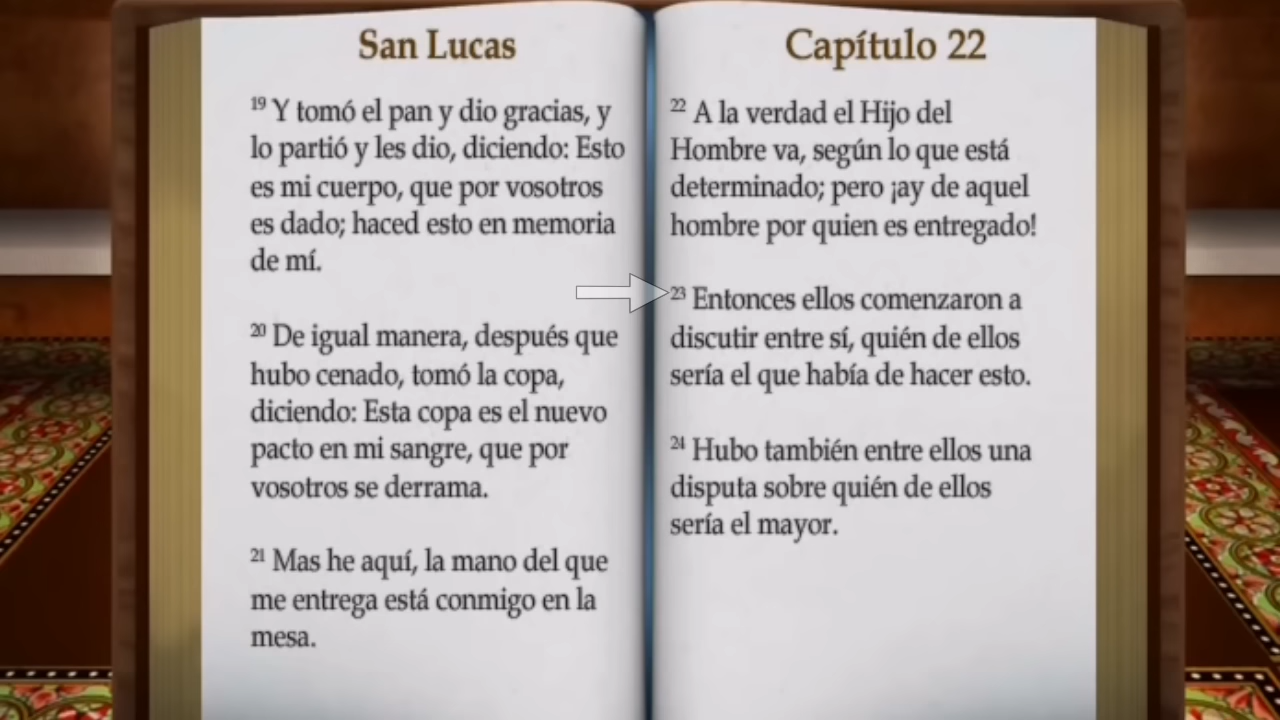 San Lucas
19 Y tomó el pan y dio gracias, y
lo partió y les dio, diciendo: Esto
es mi cuerpo, que por vosotros
es dado; haced esto en memoria
de mí.
20 De igual manera, después que
hubo cenado, tomó la copa,
diciendo: Esta copa es el nuevo
pacto en mi sangre, que por
vosotros se derrama.
21 Mas he aquí, la mano del que
me entrega está conmigo en la
mesa.
Capítulo 22
22 A la verdad el Hijo del
Hombre va, según lo que está
determinado; pero ¡ay de aquel
hombre por quien es entregado!
23 Entonces ellos comenzaron a
discutir entre sí, quién de ellos
sería el que había de hacer esto.
24 Hubo también entre ellos una
disputa sobre quién de ellos
sería el mayor.